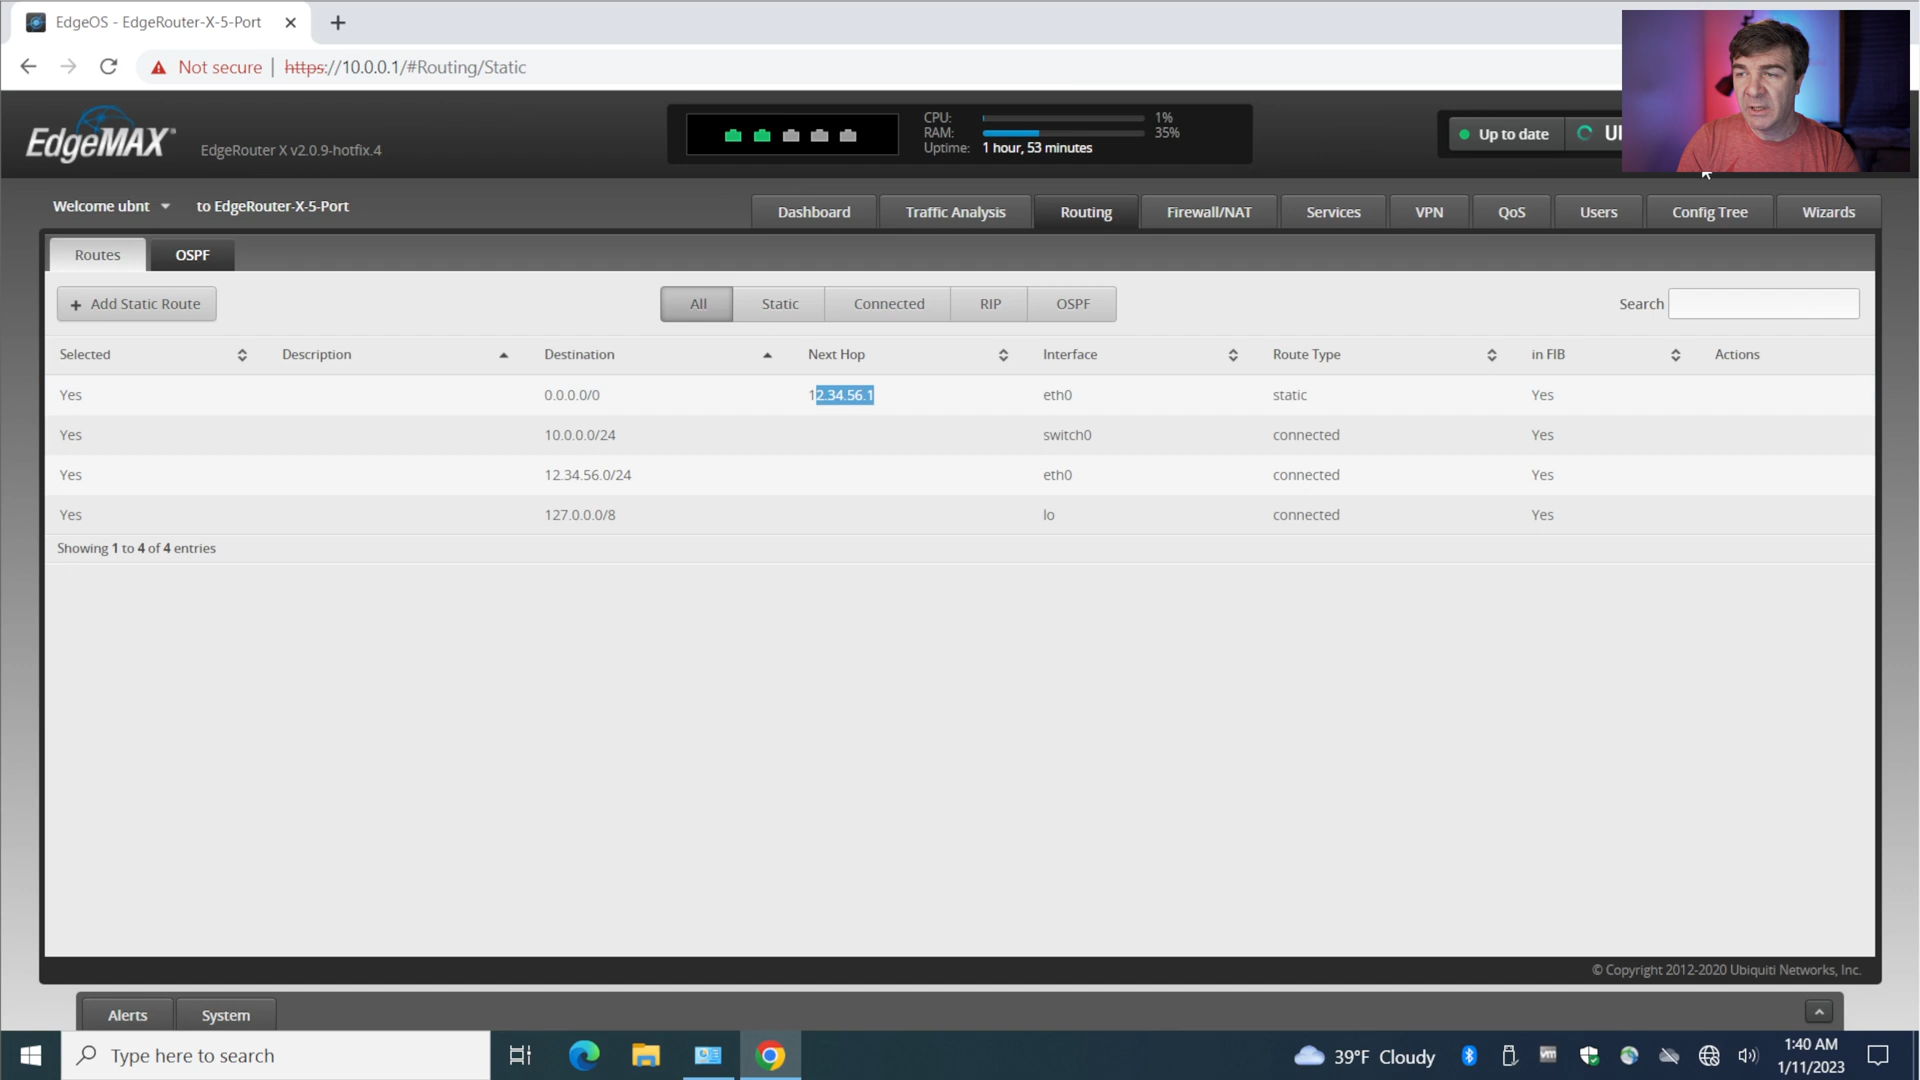 EdgeOS - EdgeRouter-X-5-Port
Not secure | https://10.0.0.1/#Routing/Static
EdgeMAX
EdgeRouter X v2.0.9-hotfix.4
CPU: 1%
RAM: 35%
Uptime: 1 hour, 53 minutes
Up to date
Welcome ubnt to EdgeRouter-X-5-Port
Dashboard Traffic Analysis Routing Firewall/NAT Services VPN QoS Users Config Tree Wizards
Routes OSPF
+ Add Static Route
All Static Connected RIP OSPF
Search
Selected Description Destination Next Hop Interface Route Type in FIB Actions
Yes 0.0.0.0/0 12.34.56.1 eth0 static Yes
Yes 10.0.0.0/24 switch0 connected Yes
Yes 12.34.56.0/24 eth0 connected Yes
Yes 127.0.0.0/8 lo connected Yes
Showing 1 to 4 of 4 entries
© Copyright 2012-2020 Ubiquiti Networks, Inc.
Alerts System
Type here to search
39°F Cloudy
vm
1:40 AM
1/11/2023